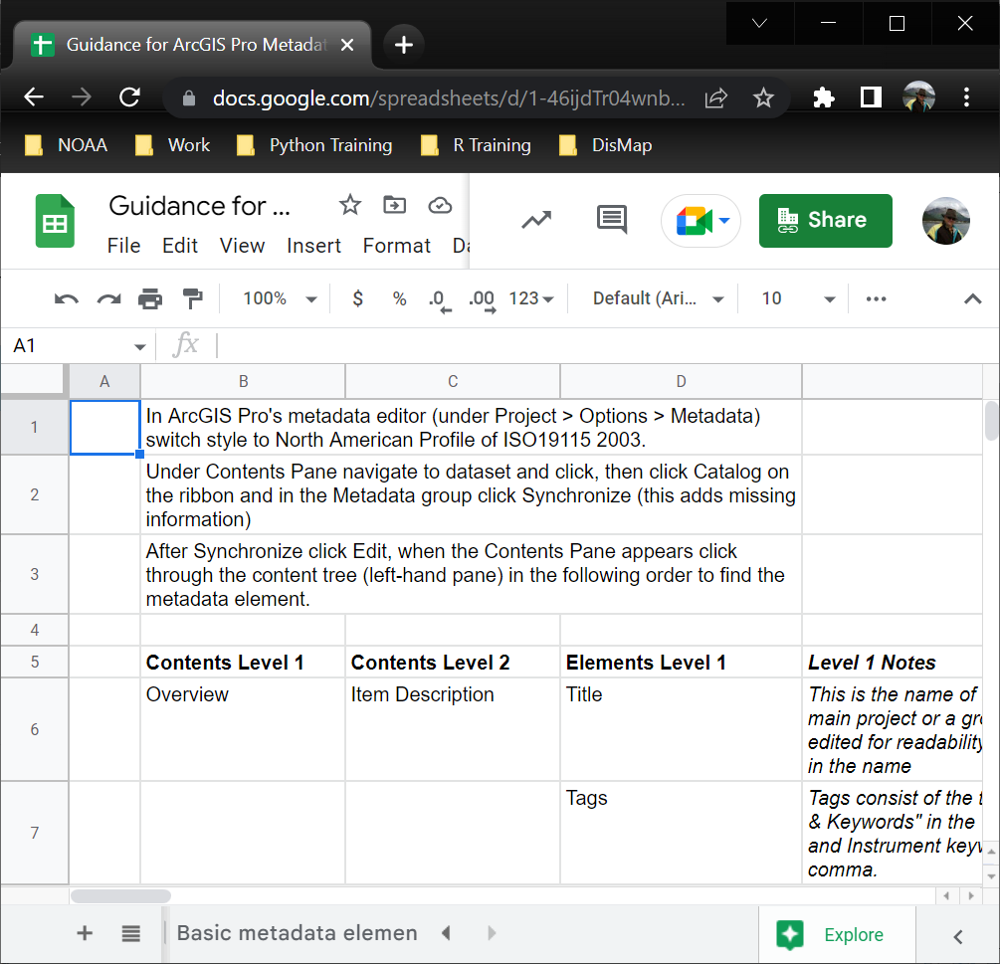 Guidance for ArcGIS Pro Metadat
docs.google.com/spreadsheets/d/1-46ijdTr04wnb...
NOAA Work Python Training R Training DisMap
Guidance for ...
Share
File Edit View Insert Format Da
100% $ % .0 .00 123 Default (Ari... 10 ...
A1 fx
A B C D
1 In ArcGIS Pro's metadata editor (under Project > Options > Metadata)
switch style to North American Profile of ISO19115 2003.
2 Under Contents Pane navigate to dataset and click, then click Catalog on
the ribbon and in the Metadata group click Synchronize (this adds missing
information)
3 After Synchronize click Edit, when the Contents Pane appears click
through the content tree (left-hand pane) in the following order to find the
metadata element.
4
5 Contents Level 1 Contents Level 2 Elements Level 1 Level 1 Notes
6 Overview Item Description Title This is the name of
main project or a gr
edited for readability
in the name
7 Tags Tags consist of the t
& Keywords" in the
and Instrument keyw
comma.
Basic metadata elemen Explore